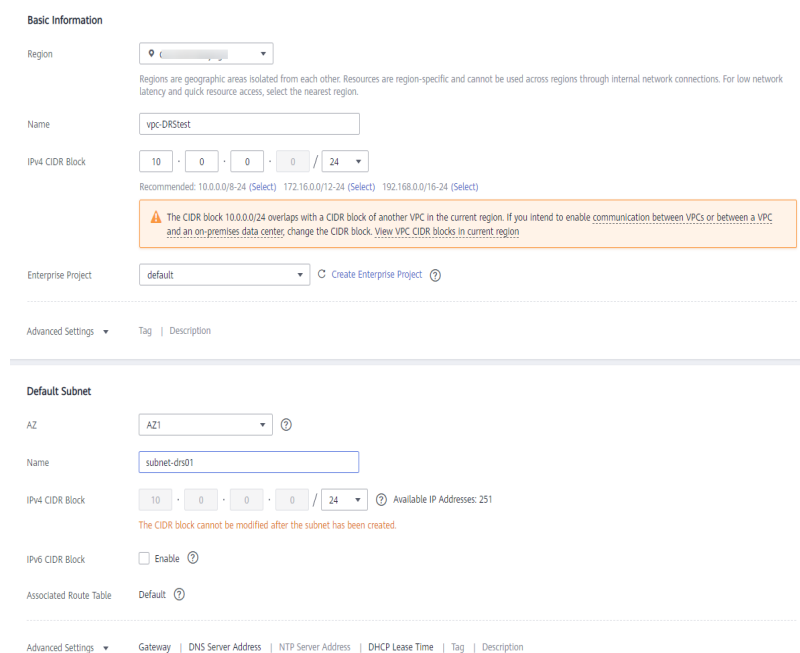 Basic Information
Region
Regions are geographic areas isolated from each other. Resources are region-specific and cannot be used across regions through internal network connections. For low network
latency and quick resource access, select the nearest region.
Name vpc-DRStest
IPv4 CIDR Block 10 . 0 . 0 . 0 / 24
Recommended: 10.0.0.0/8-24 (Select) 172.16.0.0/12-24 (Select) 192.168.0.0/16-24 (Select)
The CIDR block 10.0.0.0/24 overlaps with a CIDR block of another VPC in the current region. If you intend to enable communication between VPCs or between a VPC
and an on-premises data center, change the CIDR block. View VPC CIDR blocks in current region
Enterprise Project default Create Enterprise Project ?
Advanced Settings Tag | Description
Default Subnet
AZ AZ1 ?
Name subnet-drs01
IPv4 CIDR Block 10 . 0 . 0 . 0 / 24 ? Available IP Addresses: 251
The CIDR block cannot be modified after the subnet has been created.
IPv6 CIDR Block Enable ?
Associated Route Table Default ?
Advanced Settings Gateway | DNS Server Address | NTP Server Address | DHCP Lease Time | Tag | Description